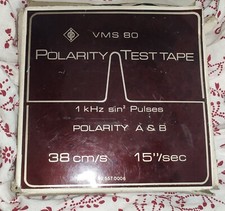 VMS 80
POLARITY TEST TAPE
1 kHz sin² Pulses
POLARITY A & B
38 cm/s 15"/sec